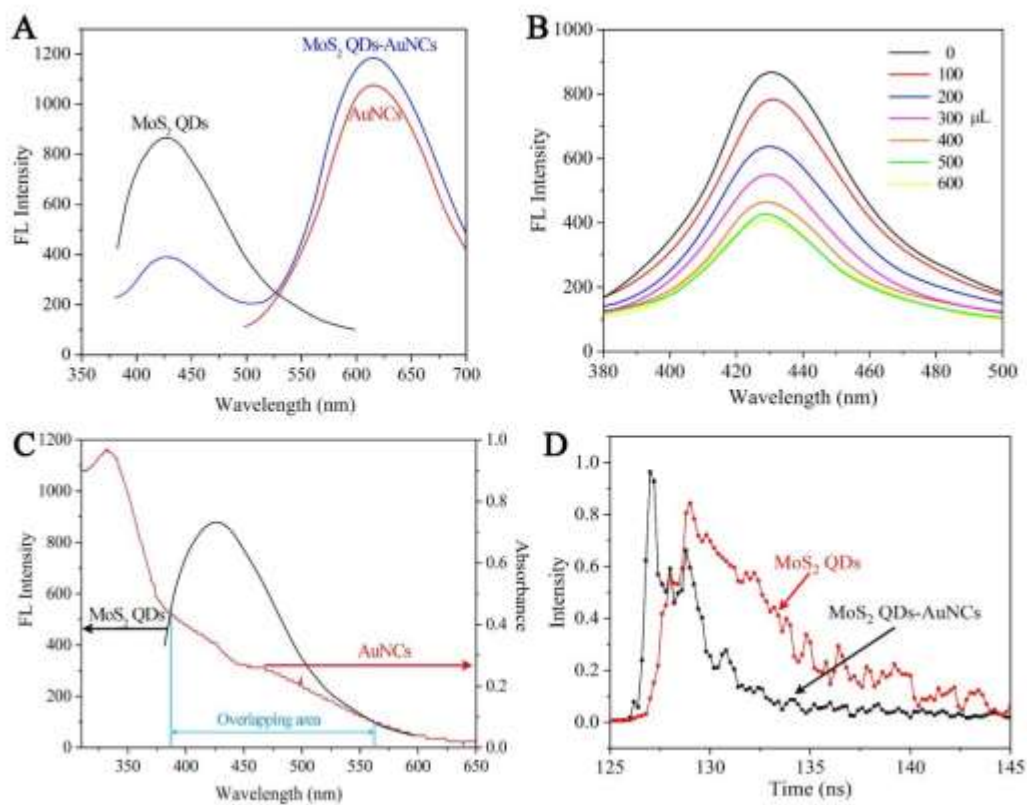 A
MoS2 QDs-AuNCs
AuNCs
MoS2 QDs
FL Intensity
1200
1000
800
600
400
200
0
350 400 450 500 550 600 650 700
Wavelength (nm)
B
0
100
200
300 μL
400
500
600
FL Intensity
1000
800
600
400
200
0
380 400 420 440 460 480 500
Wavelength (nm)
C
FL Intensity
1200
1000
800
600
400
200
0
MoS2 QDs
AuNCs
Overlapping area
Absorbance
1.0
0.8
0.6
0.4
0.2
0.0
350 400 450 500 550 600 650
Wavelength (nm)
D
Intensity
1.0
0.8
0.6
0.4
0.2
0.0
MoS2 QDs
MoS2 QDs-AuNCs
125 130 135 140 145
Time (ns)